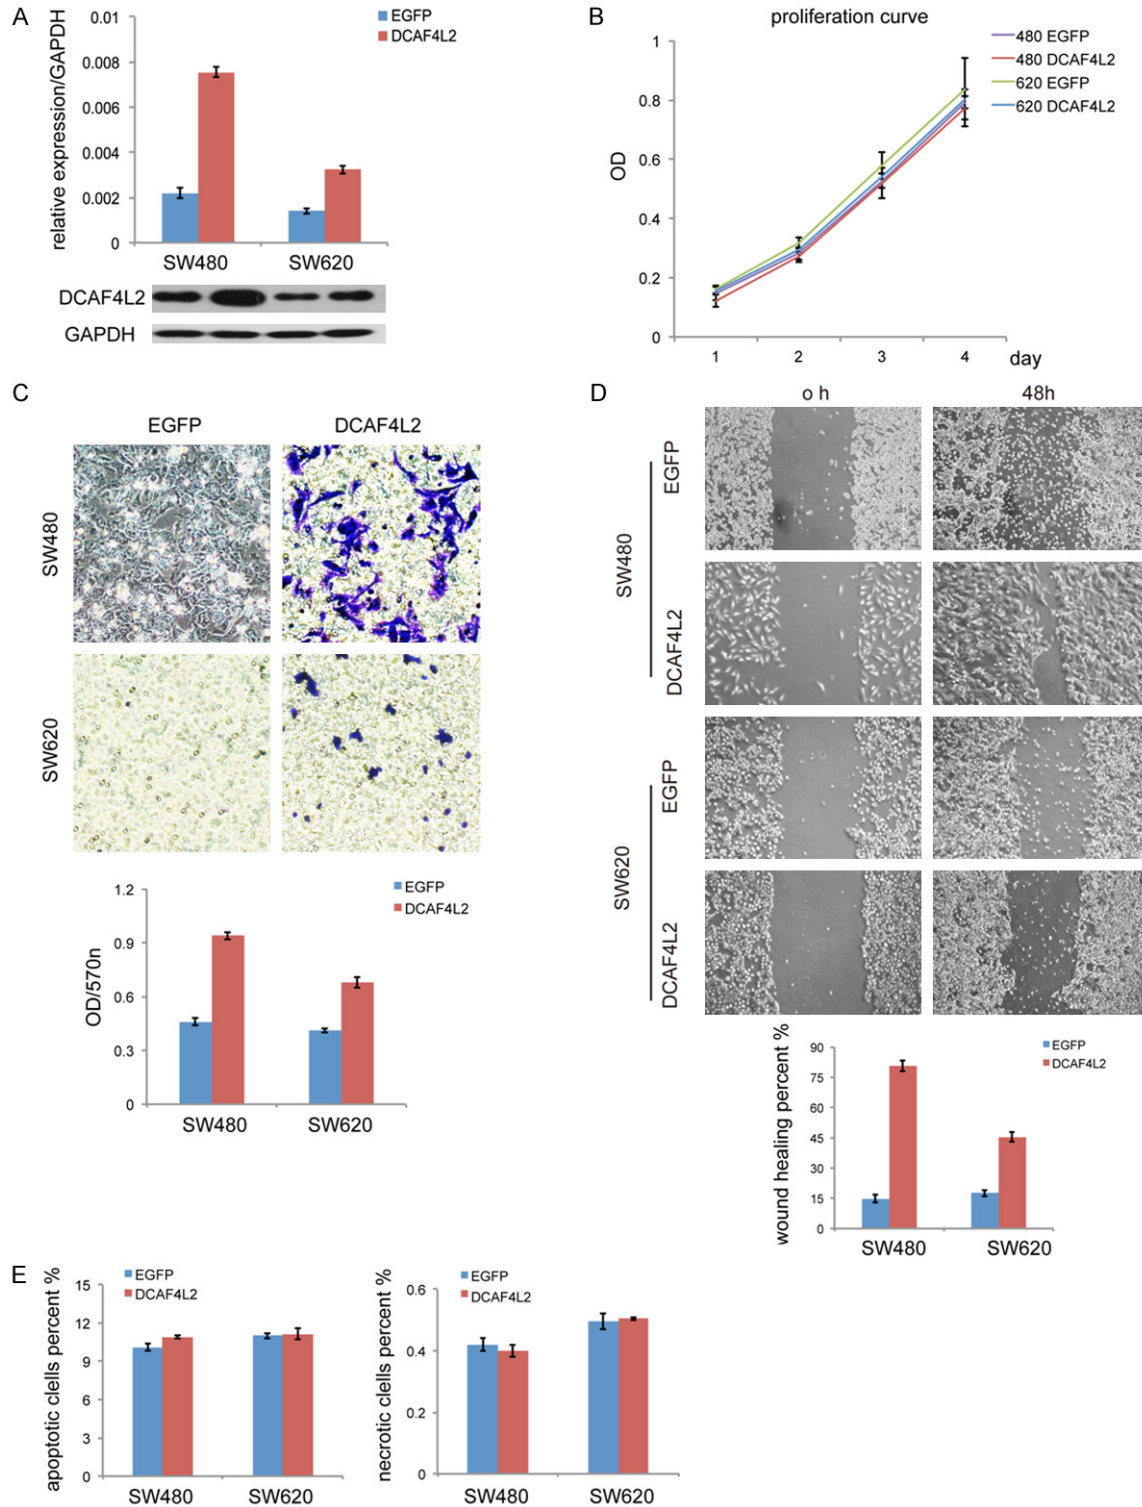 A
relative expression/GAPDH
0.01
0.008
0.006
0.004
0.002
0
EGFP
DCAF4L2
SW480
SW620
DCAF4L2
GAPDH
B
proliferation curve
OD
1
0.8
0.6
0.4
0.2
0
1 2 3 4 day
480 EGFP
480 DCAF4L2
620 EGFP
620 DCAF4L2
C
EGFP
DCAF4L2
SW480
SW620
OD/570n
1.2
0.9
0.6
0.3
0
EGFP
DCAF4L2
SW480
SW620
D
o h
48h
SW480
EGFP
DCAF4L2
SW620
EGFP
DCAF4L2
wound healing percent %
90
75
60
45
30
15
0
EGFP
DCAF4L2
SW480
SW620
E
apoptotic clells percent %
15
12
9
6
3
0
EGFP
DCAF4L2
SW480
SW620
necrotic clells percent %
0.6
0.4
0.2
0
EGFP
DCAF4L2
SW480
SW620